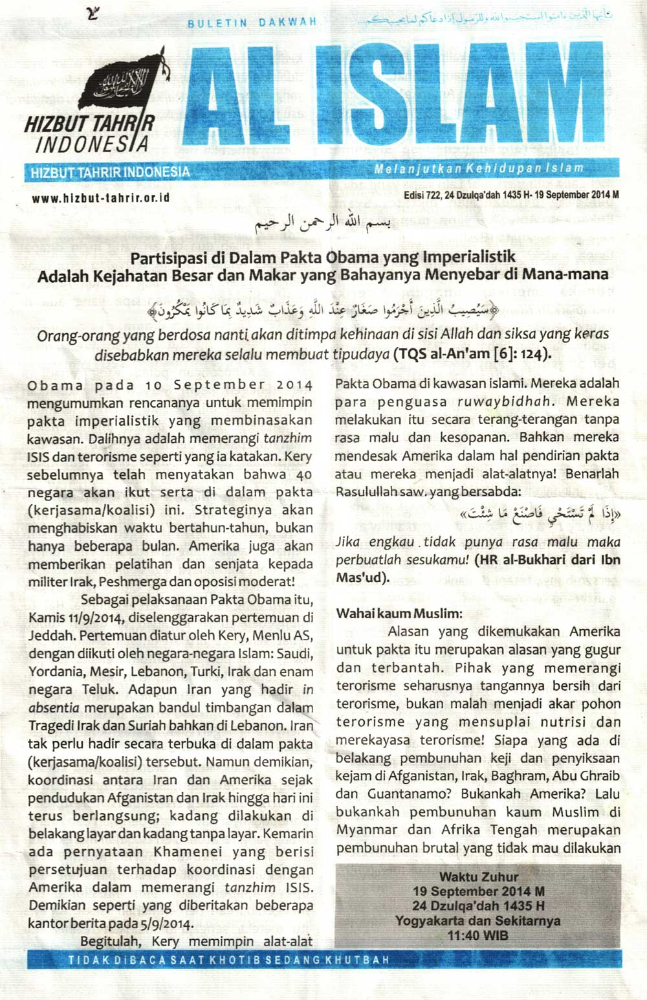 BULETIN DAKWAH
يَا أَيُّهَا الَّذِينَ ءَامَنُوا اسْتَجِيبُوا لِلَّهِ وَلِلرَّسُولِ إِذَا دَعَاكُمْ لِمَا يُحْيِيكُمْ...
AL ISLAM
HIZBUT TAHRIR
INDONESIA
HIZBUT TAHRIR INDONESIA
Melanjutkan Kehidupan Islam
www.hizbut-tahrir.or.id
Edisi 722, 24 Dzulqa'dah 1435 H- 19 September 2014 M
بسم الله الرحمن الرحيم
Partisipasi di Dalam Pakta Obama yang Imperialistik
Adalah Kejahatan Besar dan Makar yang Bahayanya Menyebar di Mana-mana
﴿سَيُصِيبُ الَّذِينَ أَجْرَمُوا صَغَارٌ عِنْدَ اللَّهِ وَعَذَابٌ شَدِيدٌ بِمَا كَانُوا يَمْكُرُونَ﴾
Orang-orang yang berdosa nanti akan ditimpa kehinaan di sisi Allah dan siksa yang keras
disebabkan mereka selalu membuat tipudaya (TQS al-An'am [6]: 124).
Obama pada 10 September 2014
mengumumkan rencananya untuk memimpin
pakta imperialistik yang membinasakan
kawasan. Dalihnya adalah memerangi tanzhim
ISIS dan terorisme seperti yang ia katakan. Kery
sebelumnya telah menyatakan bahwa 40
negara akan ikut serta di dalam pakta
(kerjasama/koalisi) ini. Strateginya akan
menghabiskan waktu bertahun-tahun, bukan
hanya beberapa bulan. Amerika juga akan
memberikan pelatihan dan senjata kepada
militer Irak, Peshmerga dan oposisi moderat!
Sebagai pelaksanaan Pakta Obama itu,
Kamis 11/9/2014, diselenggarakan pertemuan di
Jeddah. Pertemuan diatur oleh Kery, Menlu AS,
dengan diikuti oleh negara-negara Islam: Saudi,
Yordania, Mesir, Lebanon, Turki, Irak dan enam
negara Teluk. Adapun Iran yang hadir in
absentia merupakan bandul timbangan dalam
Tragedi Irak dan Suriah bahkan di Lebanon. Iran
tak perlu hadir secara terbuka di dalam pakta
(kerjasama/koalisi) tersebut. Namun demikian,
koordinasi antara Iran dan Amerika sejak
pendudukan Afganistan dan Irak hingga hari ini
terus berlangsung; kadang dilakukan di
belakang layar dan kadang tanpa layar. Kemarin
ada pernyataan Khamenei yang berisi
persetujuan terhadap koordinasi dengan
Amerika dalam memerangi tanzhim ISIS.
Demikian seperti yang diberitakan beberapa
kantor berita pada 5/9/2014.
Begitulah, Kery memimpin alat-alat
Pakta Obama di kawasan islami. Mereka adalah
para penguasa ruwaybidhah. Mereka
melakukan itu secara terang-terangan tanpa
rasa malu dan kesopanan. Bahkan mereka
mendesak Amerika dalam hal pendirian pakta
atau mereka menjadi alat-alatnya! Benarlah
Rasulullah saw. yang bersabda:
«إِذَا لَمْ تَسْتَحْيِ فَاصْنَعْ مَا شِئْتَ»
Jika engkau tidak punya rasa malu maka
perbuatlah sesukamu! (HR al-Bukhari dari Ibn
Mas'ud).
Wahai kaum Muslim:
Alasan yang dikemukakan Amerika
untuk pakta itu merupakan alasan yang gugur
dan terbantah. Pihak yang memerangi
terorisme seharusnya tangannya bersih dari
terorisme, bukan malah menjadi akar pohon
terorisme yang mensuplai nutrisi dan
merekayasa terorisme! Siapa yang ada di
belakang pembunuhan keji dan penyiksaan
kejam di Afganistan, Irak, Baghram, Abu Ghraib
dan Guantanamo? Bukankah Amerika? Lalu
bukankah pembunuhan kaum Muslim di
Myanmar dan Afrika Tengah merupakan
pembunuhan brutal yang tidak mau dilakukan
Waktu Zuhur
19 September 2014 M
24 Dzulqa'dah 1435 H
Yogyakarta dan Sekitarnya
11:40 WIB
TIDAK DIBACA SAAT KHOTIB SEDANG KHUTBAH